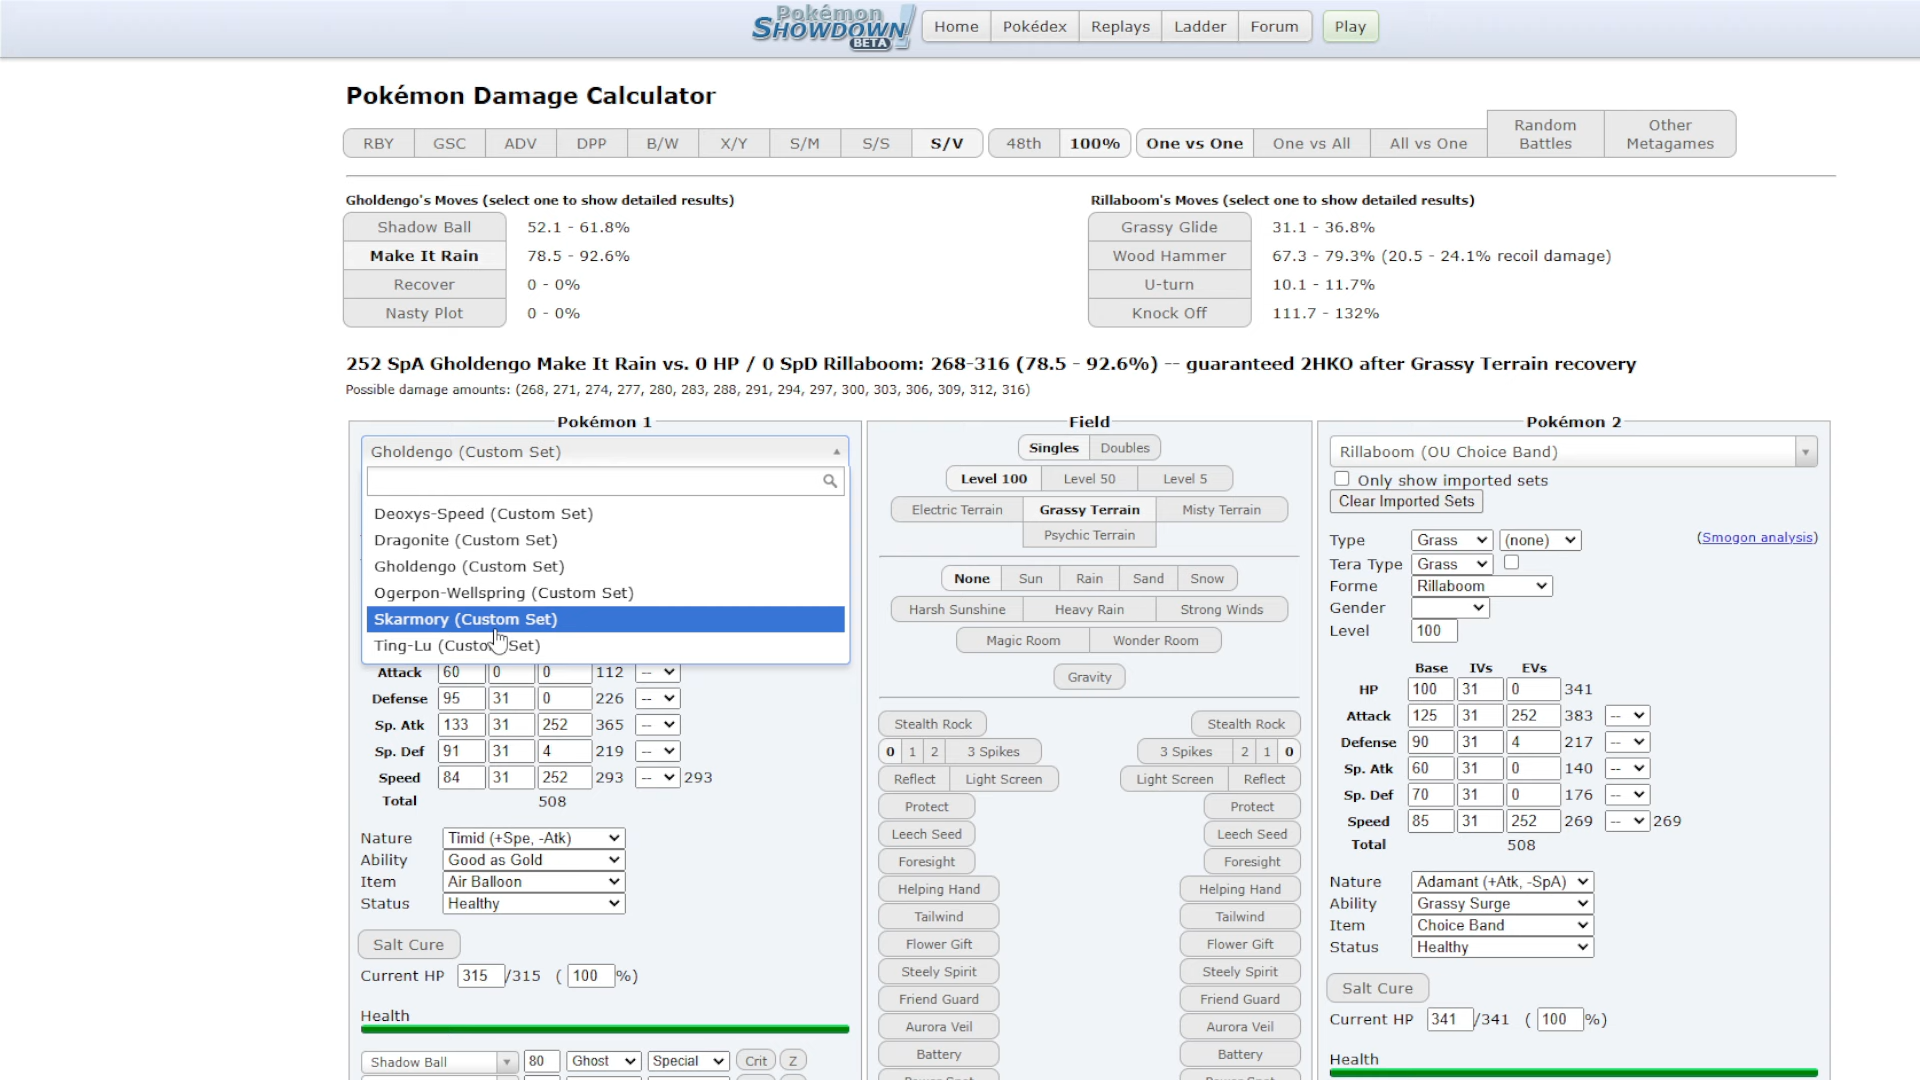 Pokémon SHOWDOWN! BETA Home Pokédex Replays Ladder Forum Play
Pokémon Damage Calculator
RBY GSC ADV DPP B/W X/Y S/M S/S S/V 48th 100% One vs One One vs All All vs One Random Battles Other Metagames
Gholdengo's Moves (select one to show detailed results)
Shadow Ball 52.1 - 61.8%
Make It Rain 78.5 - 92.6%
Recover 0 - 0%
Nasty Plot 0 - 0%
Rillaboom's Moves (select one to show detailed results)
Grassy Glide 31.1 - 36.8%
Wood Hammer 67.3 - 79.3% (20.5 - 24.1% recoil damage)
U-turn 10.1 - 11.7%
Knock Off 111.7 - 132%
252 SpA Gholdengo Make It Rain vs. 0 HP / 0 SpD Rillaboom: 268-316 (78.5 - 92.6%) -- guaranteed 2HKO after Grassy Terrain recovery
Possible damage amounts: (268, 271, 274, 277, 280, 283, 288, 291, 294, 297, 300, 303, 306, 309, 312, 316)
Pokémon 1
Gholdengo (Custom Set)
Deoxys-Speed (Custom Set)
Dragonite (Custom Set)
Gholdengo (Custom Set)
Ogerpon-Wellspring (Custom Set)
Skarmory (Custom Set)
Ting-Lu (Custom Set)
Attack 60 0 0 112 --
Defense 95 31 0 226 --
Sp. Atk 133 31 252 365 --
Sp. Def 91 31 4 219 --
Speed 84 31 252 293 -- 293
Total 508
Nature Timid (+Spe, -Atk)
Ability Good as Gold
Item Air Balloon
Status Healthy
Salt Cure
Current HP 315/315 (100%)
Health
Shadow Ball 80 Ghost Special Crit Z
Field
Singles Doubles
Level 100 Level 50 Level 5
Electric Terrain Grassy Terrain Misty Terrain
Psychic Terrain
None Sun Rain Sand Snow
Harsh Sunshine Heavy Rain Strong Winds
Magic Room Wonder Room
Gravity
Stealth Rock Stealth Rock
0 1 2 3 Spikes 3 Spikes 2 1 0
Reflect Light Screen Light Screen Reflect
Protect Protect
Leech Seed Leech Seed
Foresight Foresight
Helping Hand Helping Hand
Tailwind Tailwind
Flower Gift Flower Gift
Steely Spirit Steely Spirit
Friend Guard Friend Guard
Aurora Veil Aurora Veil
Battery Battery
Pokémon 2
Rillaboom (OU Choice Band)
Only show imported sets
Clear Imported Sets
Type Grass (none) (Smogon analysis)
Tera Type Grass
Forme Rillaboom
Gender
Level 100
Base IVs EVs
HP 100 31 0 341
Attack 125 31 252 383 --
Defense 90 31 4 217 --
Sp. Atk 60 31 0 140 --
Sp. Def 70 31 0 176 --
Speed 85 31 252 269 -- 269
Total 508
Nature Adamant (+Atk, -SpA)
Ability Grassy Surge
Item Choice Band
Status Healthy
Salt Cure
Current HP 341/341 (100%)
Health